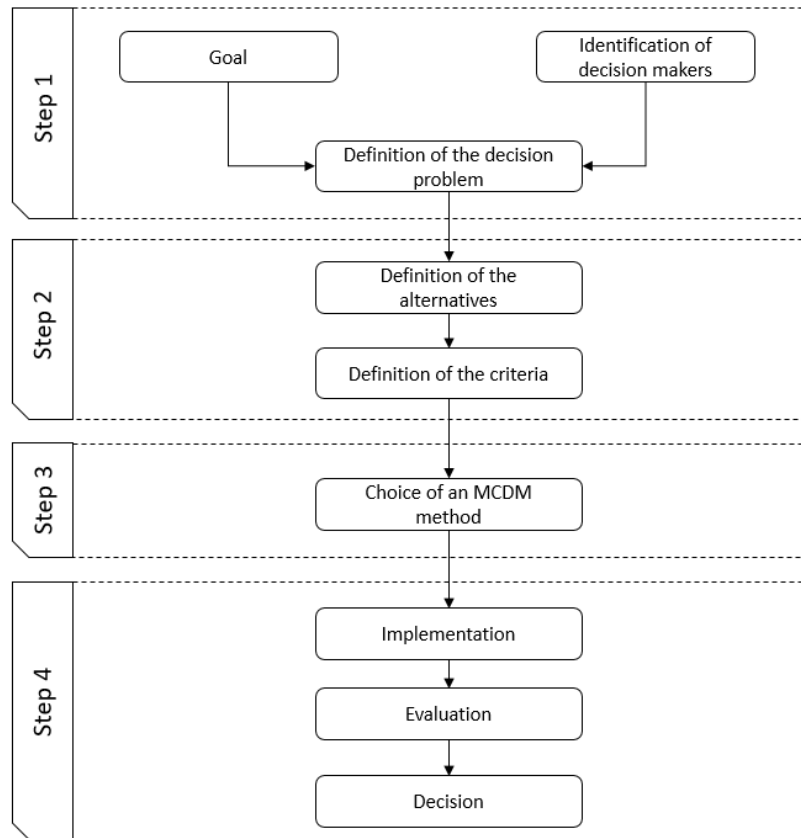 Step 1
Goal
Identification of
decision makers
Definition of the decision
problem
Step 2
Definition of the
alternatives
Definition of the criteria
Step 3
Choice of an MCDM
method
Step 4
Implementation
Evaluation
Decision